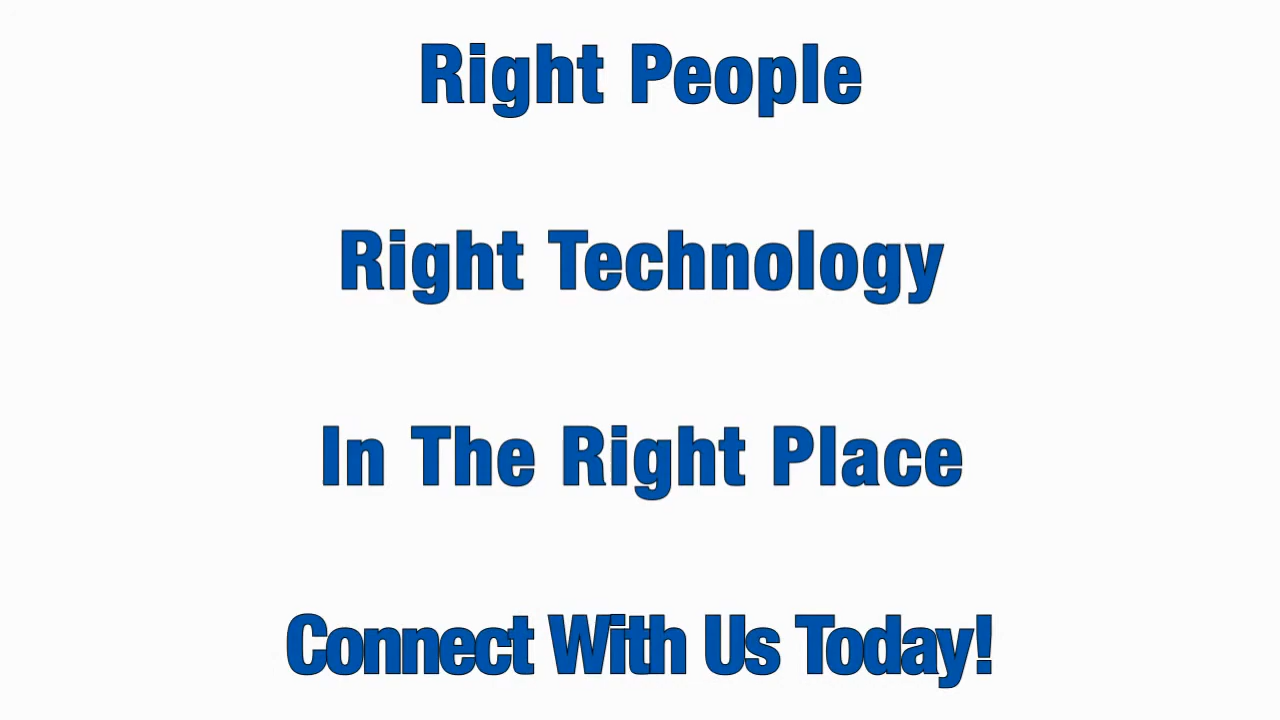 Right People
Right Technology
In The Right Place
Connect With Us Today!